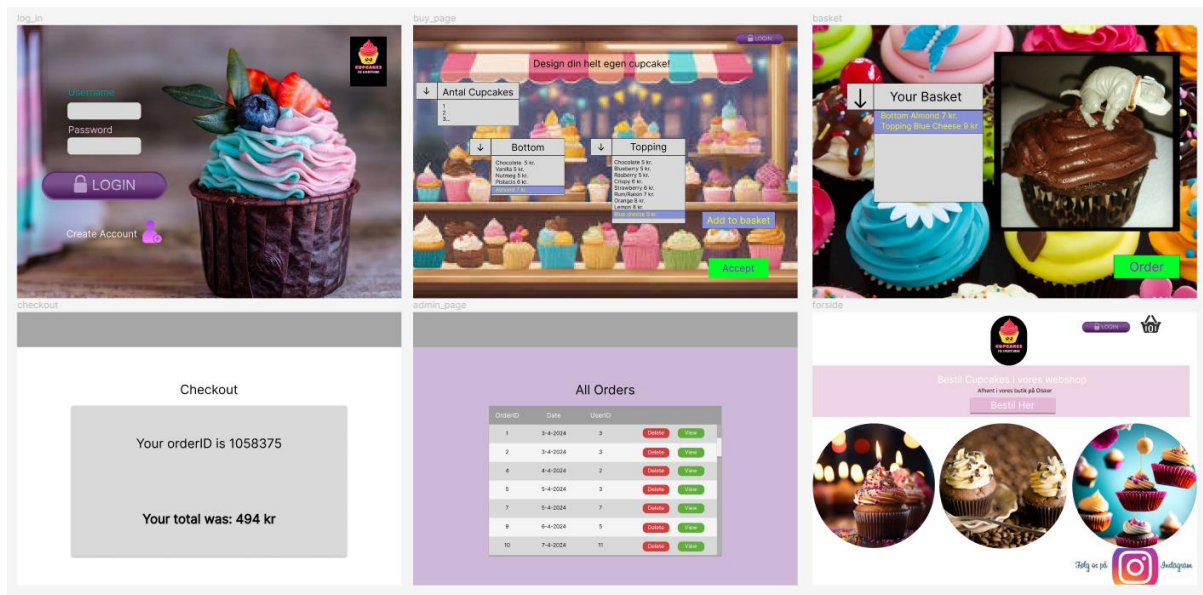 log_in
CUPCAKES
FOR EVERYTHING
Username
Password
LOGIN
Create Account
buy_page
LOGIN
Design din helt egen cupcake!
Antal Cupcakes
1
2
3...
Bottom
Chocolate 5 kr.
Vanilla 5 kr.
Nutmeg 5 kr.
Pistacio 6 kr.
Almond 7 kr.
Topping
Chocolate 5 kr.
Blueberry 5 kr.
Rasberry 5 kr.
Crispy 6 kr.
Strawberry 6 kr.
Rum/Raisin 7 kr.
Orange 8 kr.
Lemon 8 kr.
Blue cheese 9 kr.
Add to basket
Accept
basket
Your Basket
Bottom Almond 7 kr.
Topping Blue Cheese 9 kr
Order
checkout
Checkout
Your orderID is 1058375
Your total was: 494 kr
admin_page
All Orders
OrderID Date UserID
1 3-4-2024 3 Delete View
2 3-4-2024 3 Delete View
4 4-4-2024 2 Delete View
5 5-4-2024 3 Delete View
7 5-4-2024 7 Delete View
9 6-4-2024 5 Delete View
10 7-4-2024 11 Delete View
forside
CUPCAKES
LOGIN
Bestil Cupcakes i vores webshop
Afhent i vores butik på Olsker
Bestil Her
Følg os på Instagram